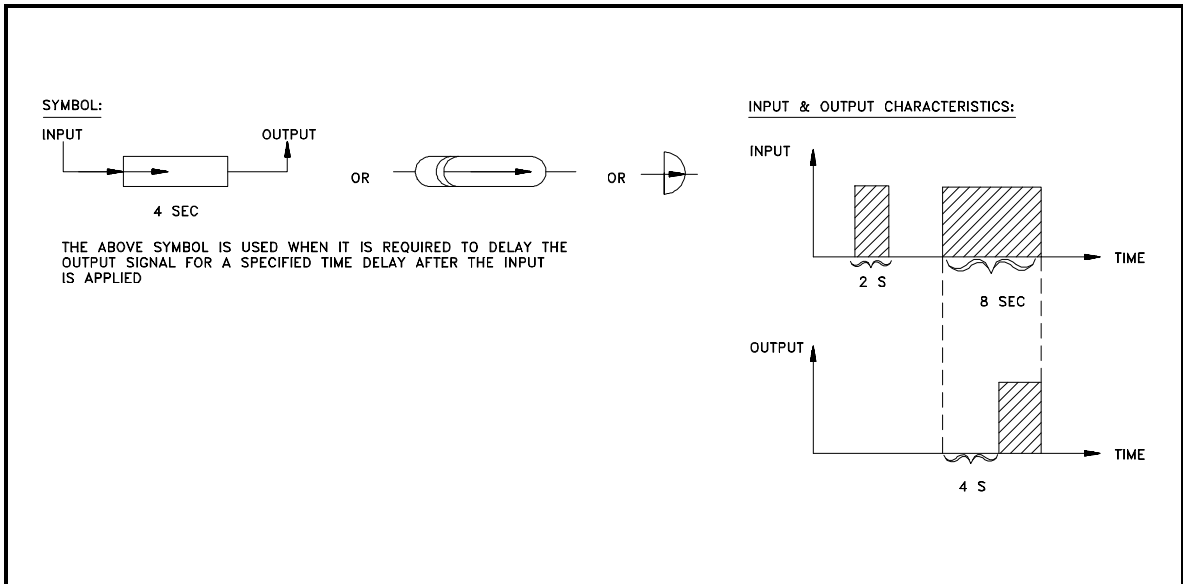 SYMBOL:
INPUT
OUTPUT
OR
OR
4 SEC
THE ABOVE SYMBOL IS USED WHEN IT IS REQUIRED TO DELAY THE
OUTPUT SIGNAL FOR A SPECIFIED TIME DELAY AFTER THE INPUT
IS APPLIED
INPUT & OUTPUT CHARACTERISTICS:
INPUT
TIME
2 S
8 SEC
OUTPUT
TIME
4 S